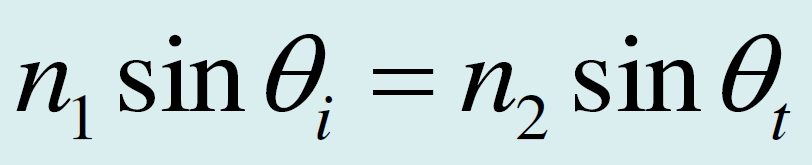 n₁ sin θᵢ = n₂ sin θₜ